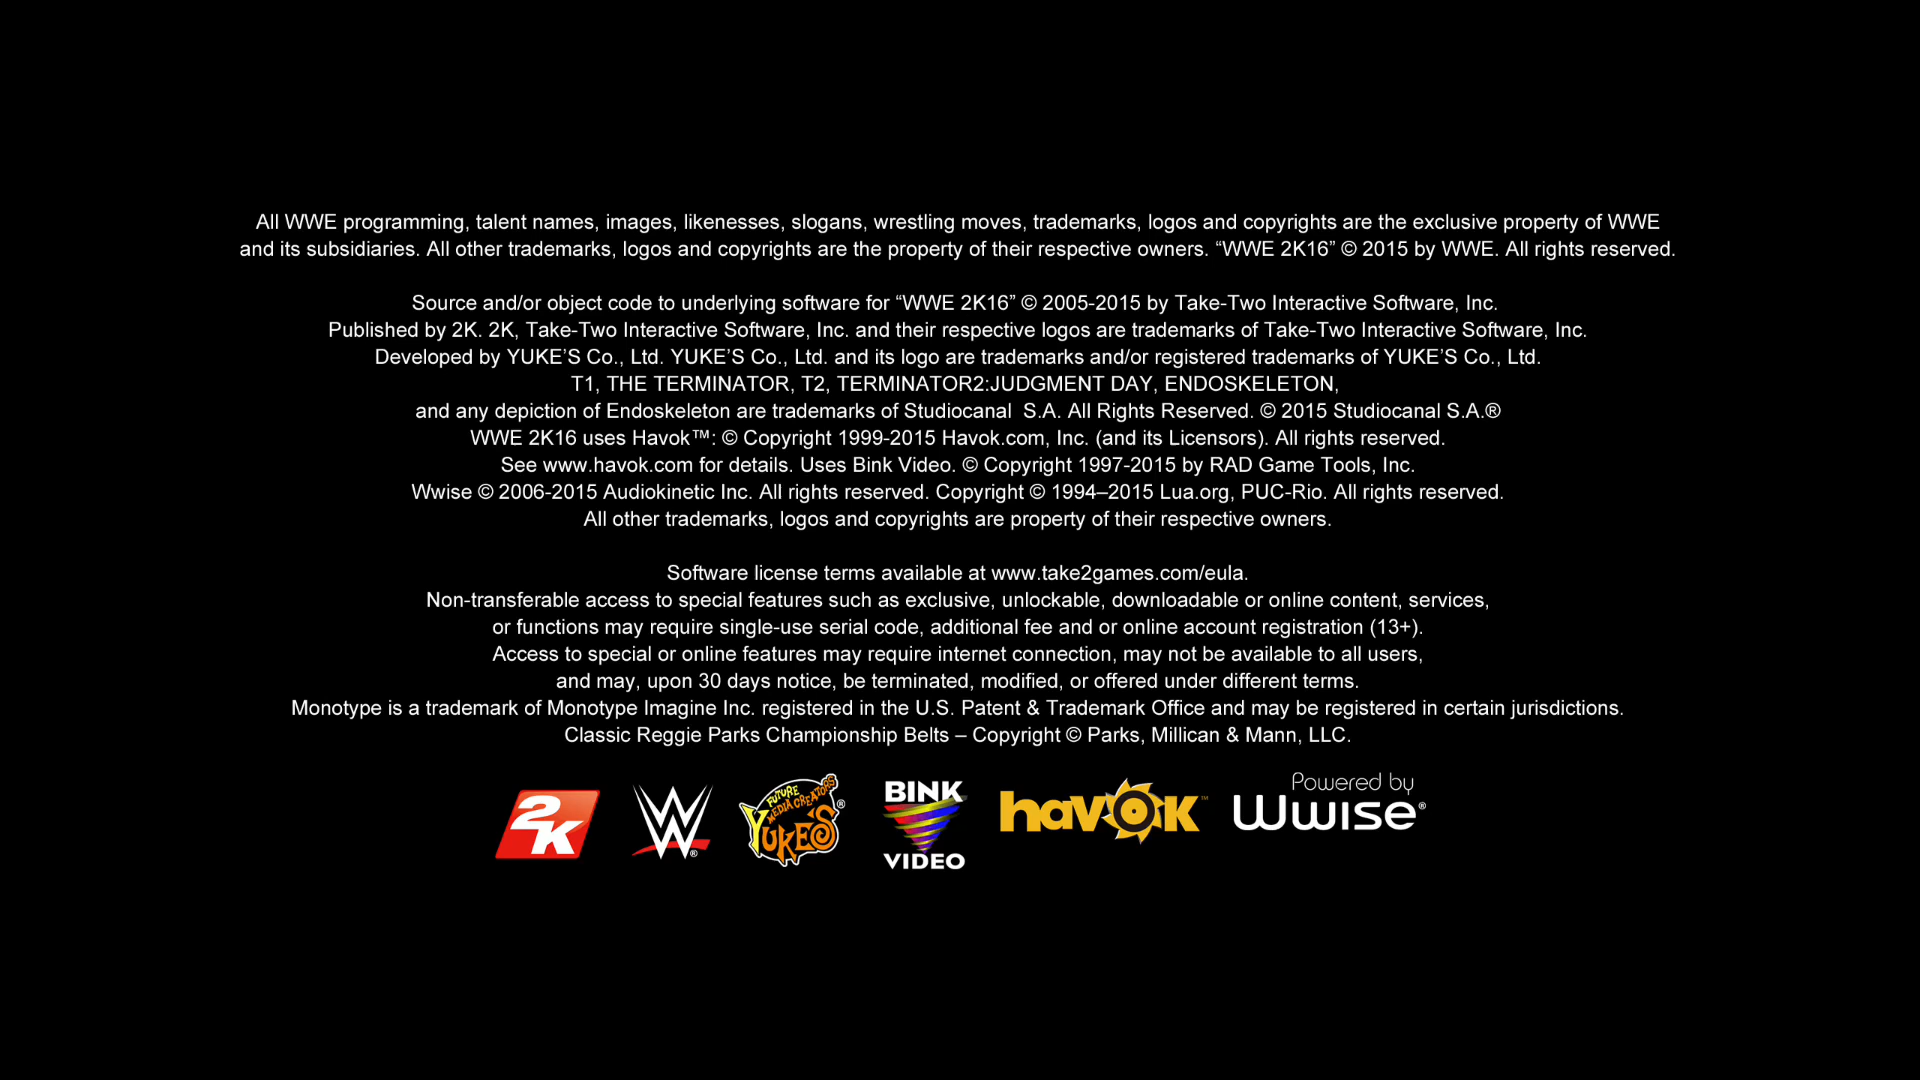 All WWE programming, talent names, images, likenesses, slogans, wrestling moves, trademarks, logos and copyrights are the exclusive property of WWE
and its subsidiaries. All other trademarks, logos and copyrights are the property of their respective owners. “WWE 2K16” © 2015 by WWE. All rights reserved.
Source and/or object code to underlying software for “WWE 2K16” © 2005-2015 by Take-Two Interactive Software, Inc.
Published by 2K. 2K, Take-Two Interactive Software, Inc. and their respective logos are trademarks of Take-Two Interactive Software, Inc.
Developed by YUKE’S Co., Ltd. YUKE’S Co., Ltd. and its logo are trademarks and/or registered trademarks of YUKE’S Co., Ltd.
T1, THE TERMINATOR, T2, TERMINATOR2:JUDGMENT DAY, ENDOSKELETON,
and any depiction of Endoskeleton are trademarks of Studiocanal  S.A. All Rights Reserved. © 2015 Studiocanal S.A.®
WWE 2K16 uses Havok™: © Copyright 1999-2015 Havok.com, Inc. (and its Licensors). All rights reserved.
See www.havok.com for details. Uses Bink Video. © Copyright 1997-2015 by RAD Game Tools, Inc.
Wwise © 2006-2015 Audiokinetic Inc. All rights reserved. Copyright © 1994–2015 Lua.org, PUC-Rio. All rights reserved.
All other trademarks, logos and copyrights are property of their respective owners.
Software license terms available at www.take2games.com/eula.
Non-transferable access to special features such as exclusive, unlockable, downloadable or online content, services,
or functions may require single-use serial code, additional fee and or online account registration (13+).
Access to special or online features may require internet connection, may not be available to all users,
and may, upon 30 days notice, be terminated, modified, or offered under different terms.
Monotype is a trademark of Monotype Imagine Inc. registered in the U.S. Patent & Trademark Office and may be registered in certain jurisdictions.
Classic Reggie Parks Championship Belts – Copyright © Parks, Millican & Mann, LLC.
2K
W ®
FUTURE MEDIA CREATORS YUKE'S ®
BINK
VIDEO
havok ™
Powered by
Wwise®